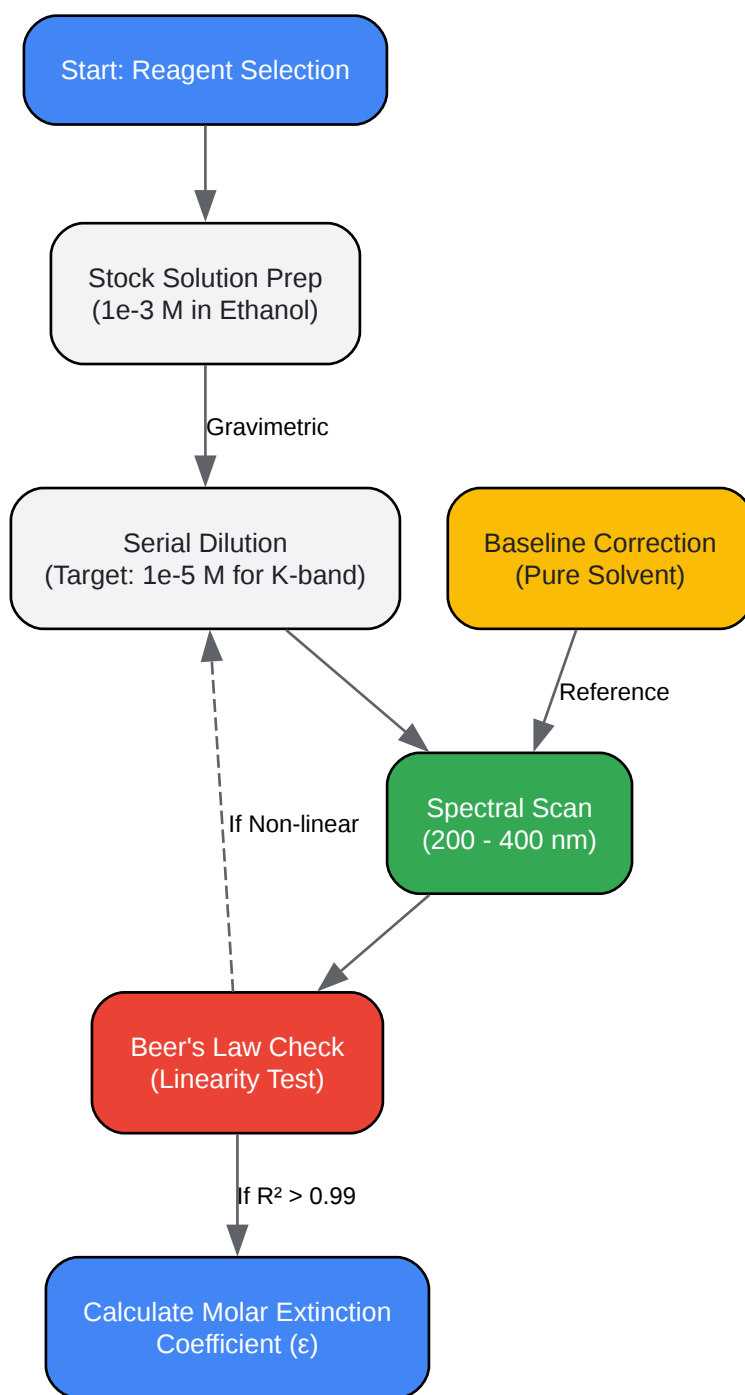 Start: Reagent Selection
Stock Solution Prep
(1e-3 M in Ethanol)
Gravimetric
Serial Dilution
(Target: 1e-5 M for K-band)
Baseline Correction
(Pure Solvent)
Reference
Spectral Scan
(200 - 400 nm)
If Non-linear
Beer's Law Check
(Linearity Test)
If R² > 0.99
Calculate Molar Extinction
Coefficient (ε)